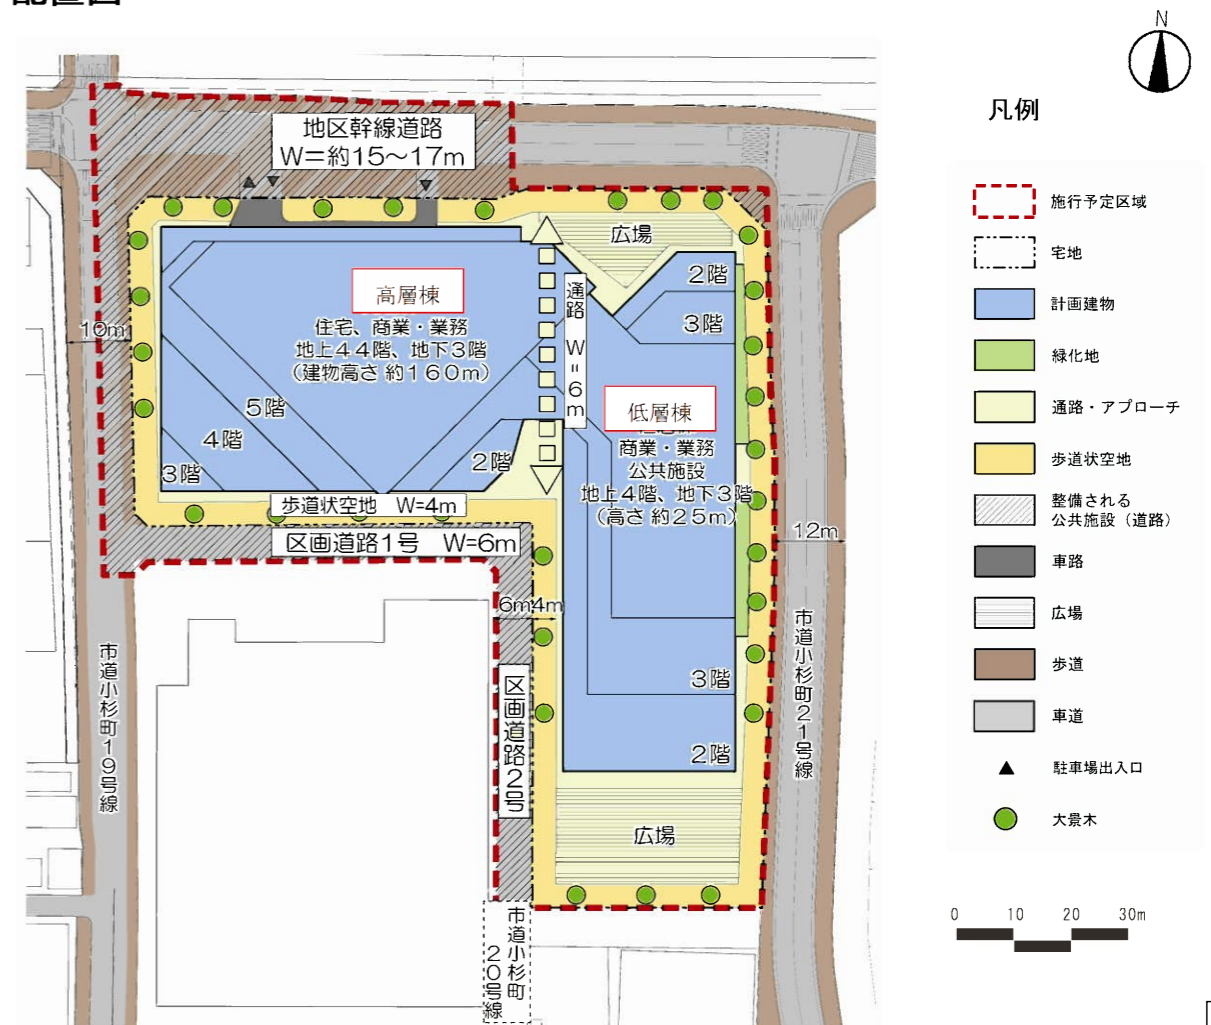 配置図
N
凡例
地区幹線道路
W=約15~17m
施行予定区域
宅地
計画建物
緑化地
通路・アプローチ
歩道状空地
整備される
公共施設(道路)
車路
広場
歩道
車道
駐車場出入口
大景木
0 10 20 30m
広場
高層棟
住宅、商業・業務
地上44階、地下3階
(建物高さ 約160m)
10m
通路 W=6m
2階
3階
5階
4階
3階
2階
低層棟
商業・業務
公共施設
地上4階、地下3階
(高さ 約25m)
歩道状空地 W=4m
区画道路1号 W=6m
12m
6m
4m
市道小杉町19号線
区画道路2号
市道小杉町21号線
3階
2階
広場
市道小杉町
20号線